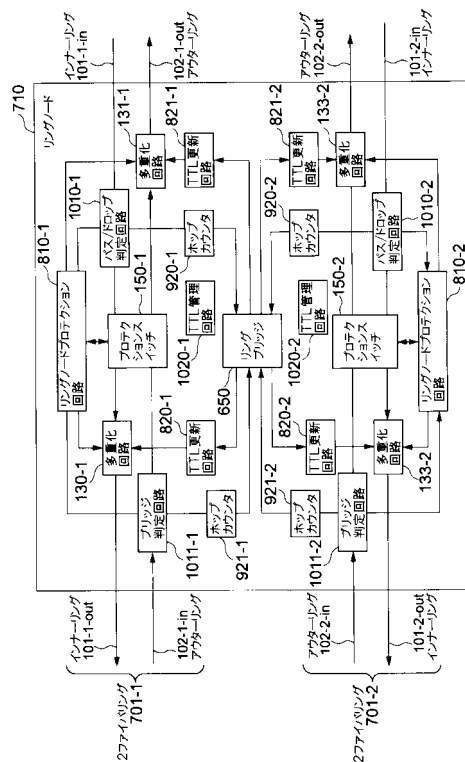 710
リングノード
インナーリング
101-1-in
102-1-out
アウターリング
アウターリング
102-2-out
101-2-in
インナーリング
131-1
多重化
回路
821-1
TTL更新
回路
821-2
TTL更新
回路
133-2
多重化
回路
810-1
リングノードプロテクション
回路
1010-1
パス/ドロップ
判定回路
150-1
プロテク
ションス
イッチ
920-1
ホップ
カウンタ
1020-1
TTL管理
回路
650
リング
ブリッジ
920-2
ホップ
カウンタ
1020-2
TTL管理
回路
150-2
プロテク
ションス
イッチ
1010-2
パス/ドロップ
判定回路
810-2
リングノードプロテクション
回路
130-1
多重化
回路
820-1
TTL更新
回路
820-2
TTL更新
回路
133-2
多重化
回路
1011-1
ブリッジ
判定回路
921-1
ホップ
カウンタ
921-2
ホップ
カウンタ
1011-2
ブリッジ
判定回路
インナーリング
101-1-out
102-1-in
アウターリング
アウターリング
102-2-in
101-2-out
インナーリング
2ファイバリング
701-1
2ファイバリング
701-2